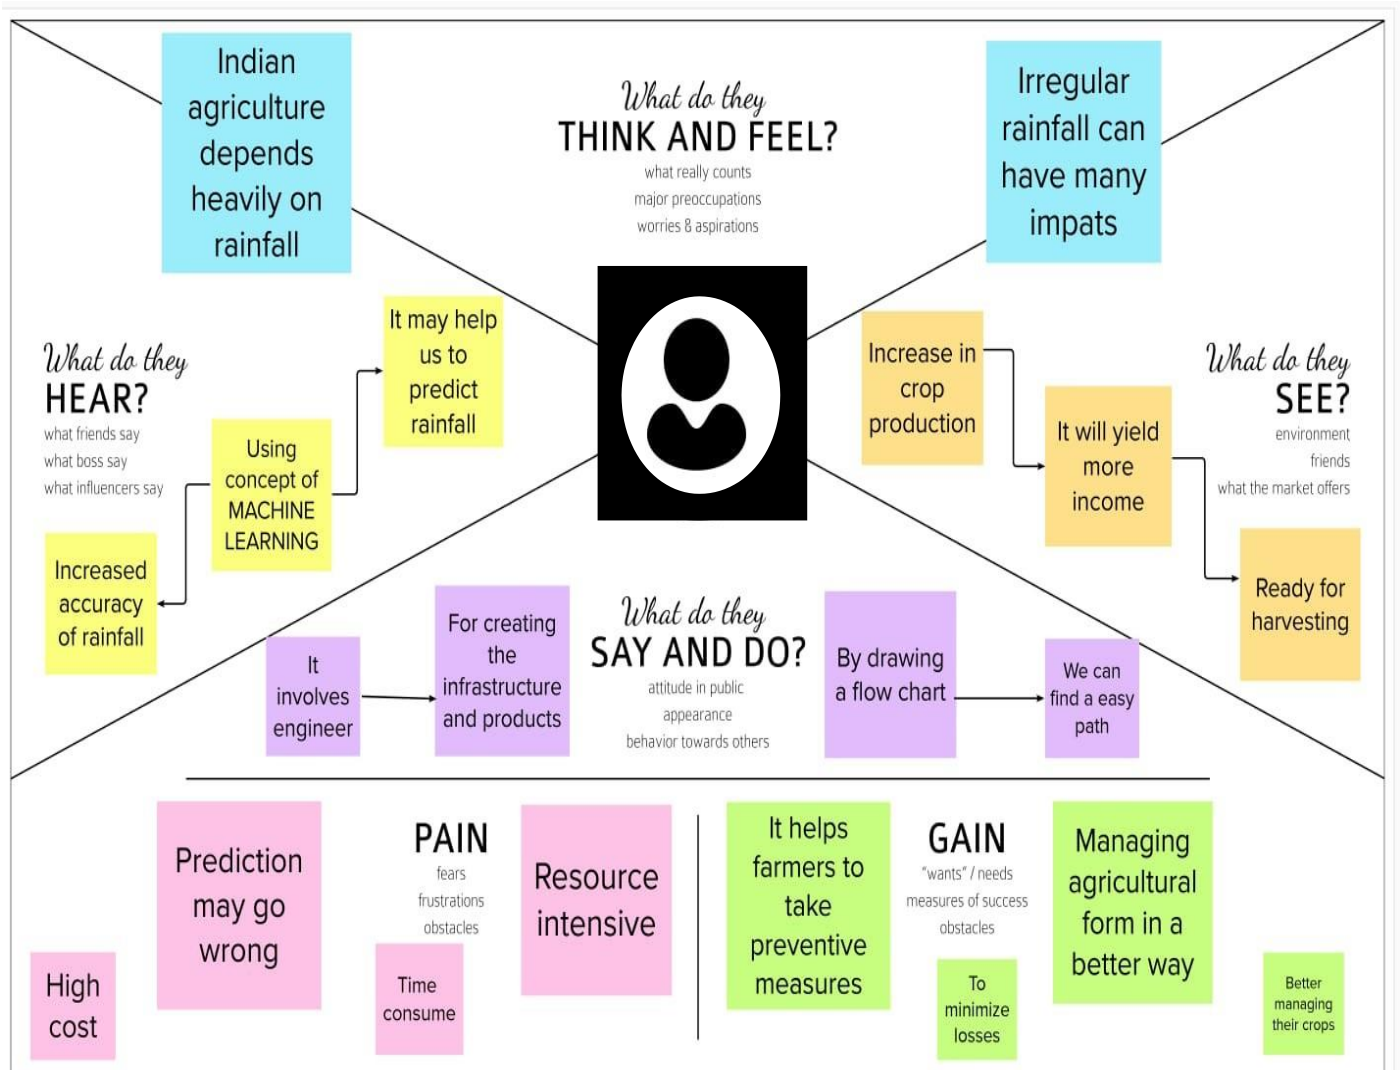 Indian
agriculture
depends
heavily on
rainfall
What do they
THINK AND FEEL?
what really counts
major preoccupations
worries & aspirations
Irregular
rainfall can
have many
impats
What do they
HEAR?
what friends say
what boss say
what influencers say
It may help
us to
predict
rainfall
Using
concept of
MACHINE
LEARNING
Increased
accuracy
of rainfall
Increase in
crop
production
It will yield
more
income
Ready for
harvesting
What do they
SEE?
environment
friends
what the market offers
It
involves
engineer
For creating
the
infrastructure
and products
What do they
SAY AND DO?
attitude in public
appearance
behavior towards others
By drawing
a flow chart
We can
find a easy
path
High
cost
Prediction
may go
wrong
PAIN
fears
frustrations
obstacles
Time
consume
Resource
intensive
It helps
farmers to
take
preventive
measures
GAIN
"wants" / needs
measures of success
obstacles
To
minimize
losses
Managing
agricultural
form in a
better way
Better
managing
their crops